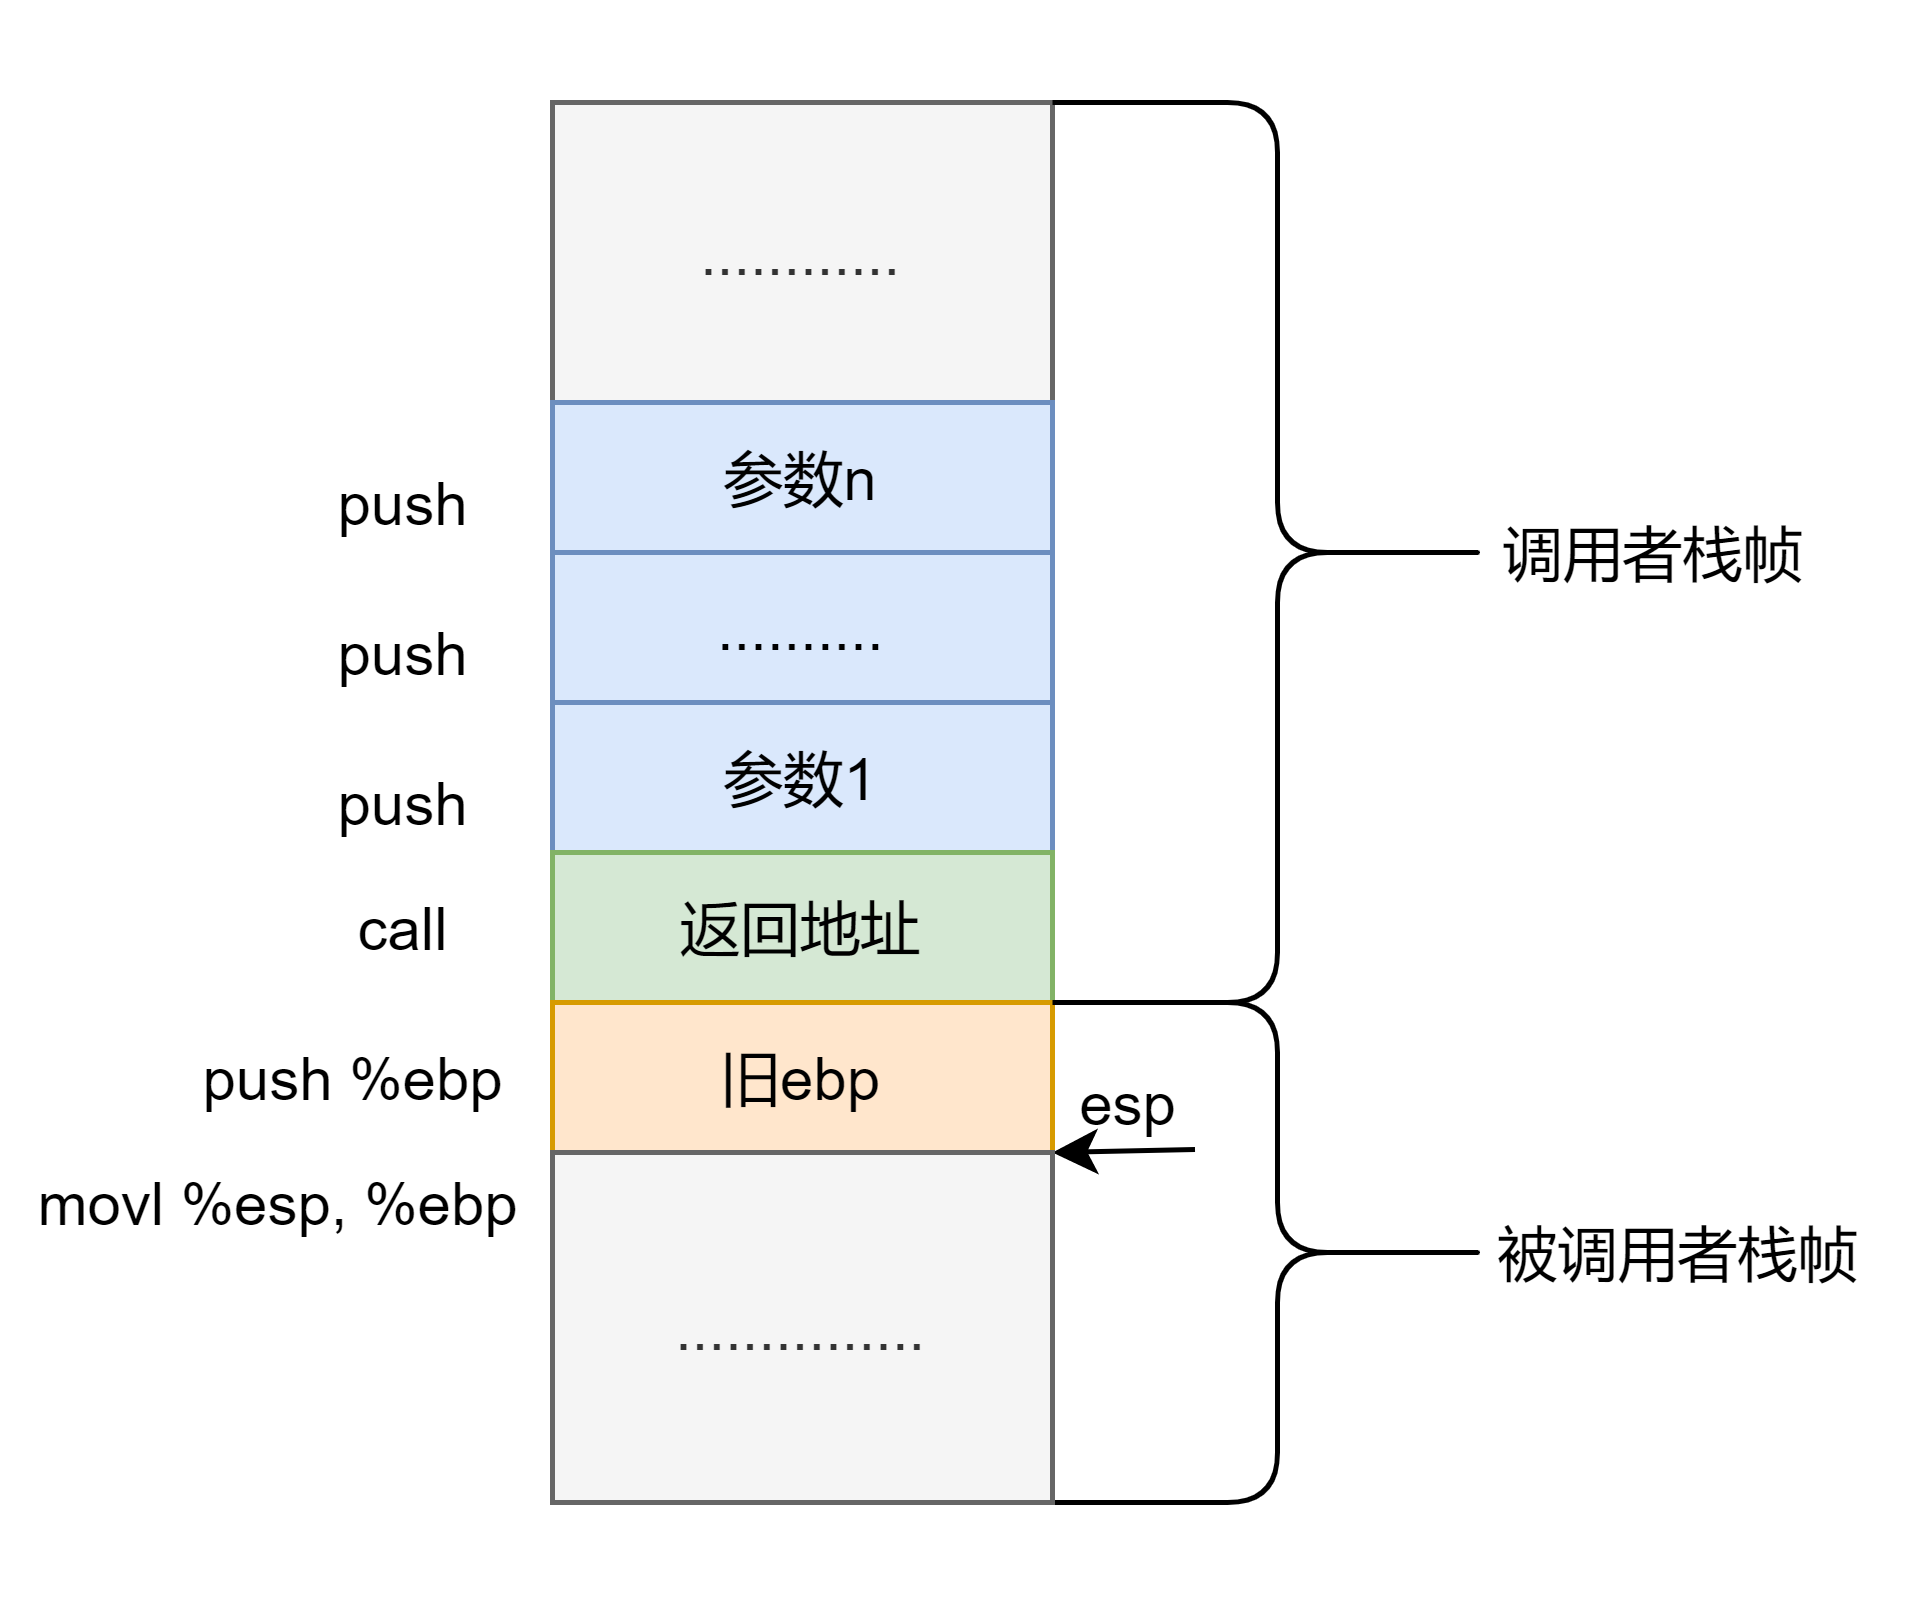 ............
push
参数n
调用者栈帧
push
..........
push
参数1
call
返回地址
push %ebp
旧ebp
esp
movl %esp, %ebp
被调用者栈帧
...............